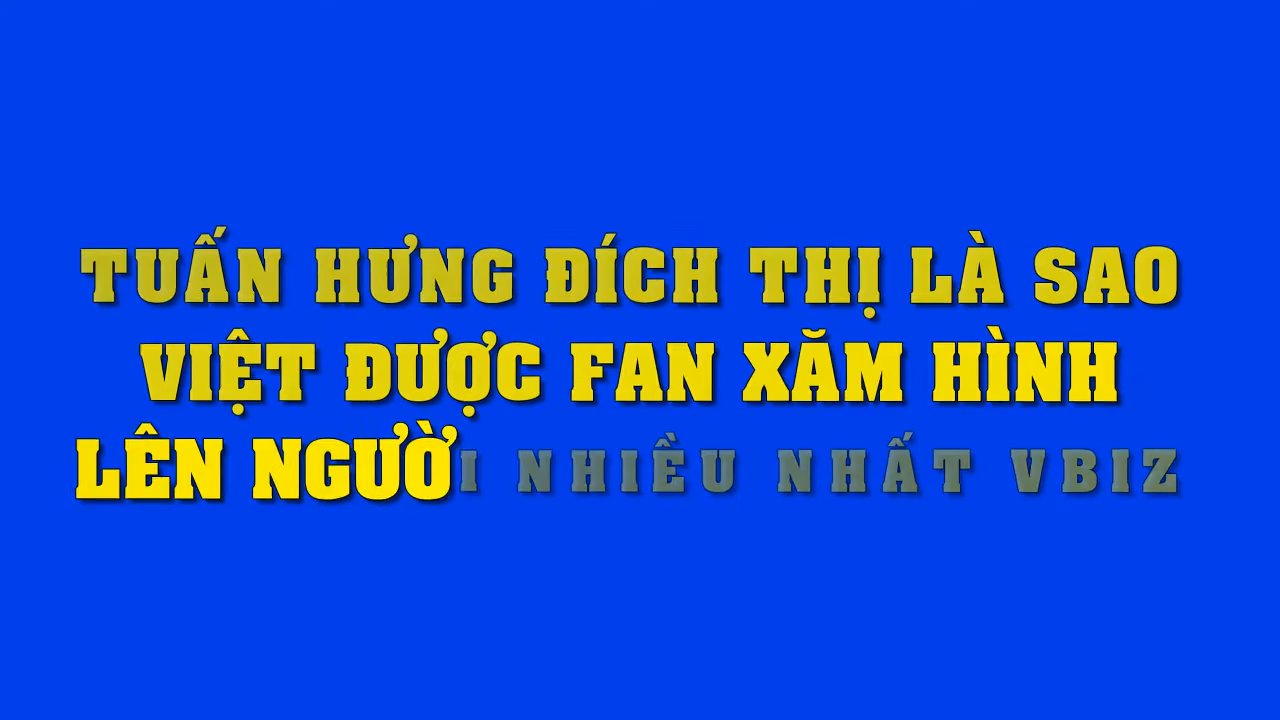 TUẤN HƯNG ĐÍCH THỊ LÀ SAO
VIỆT ĐƯỢC FAN XĂM HÌNH
LÊN NGƯỜI NHIỀU NHẤT VBIZ